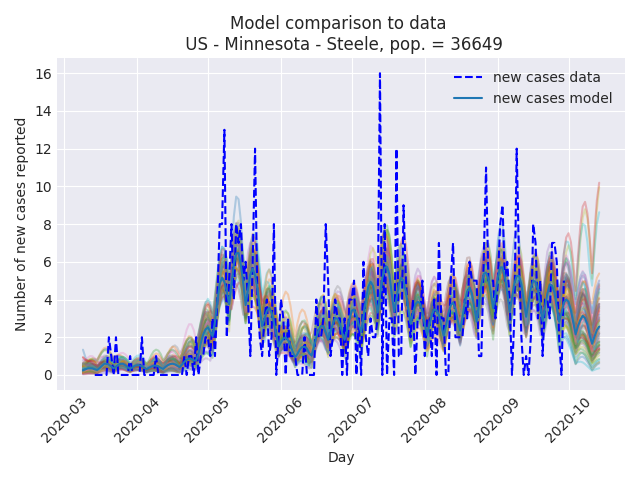 Model comparison to data
US - Minnesota - Steele, pop. = 36649
new cases data
new cases model
Number of new cases reported
16
14
12
10
8
6
4
2
0
2020-03
2020-04
2020-05
2020-06
2020-07
2020-08
2020-09
2020-10
Day